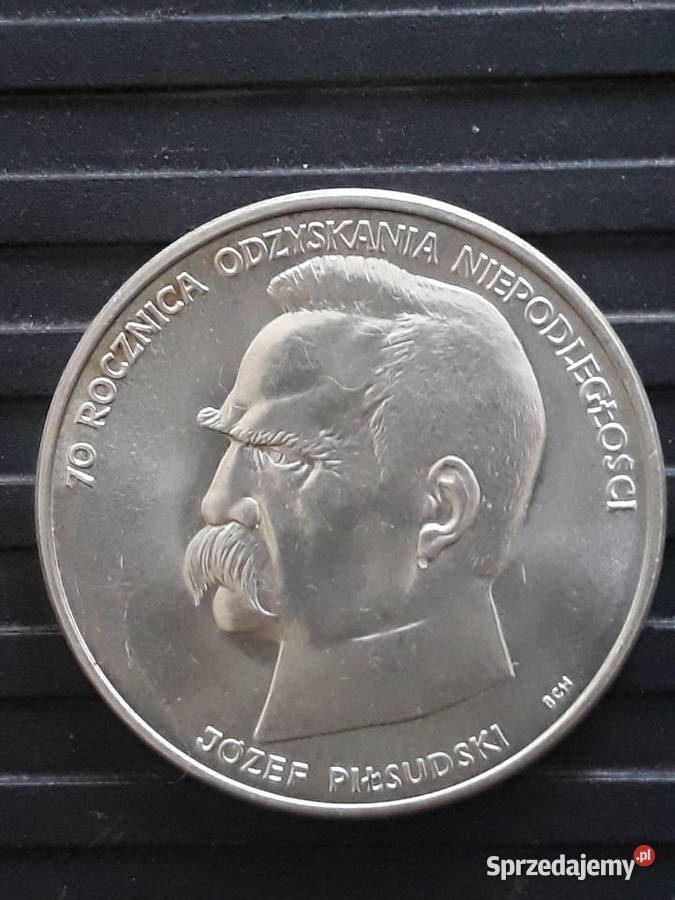 70 ROCZNICA ODZYSKANIA NIEPODLEGŁOŚCI
BCH
JÓZEF PIŁSUDSKI
Sprzedajemy.pl